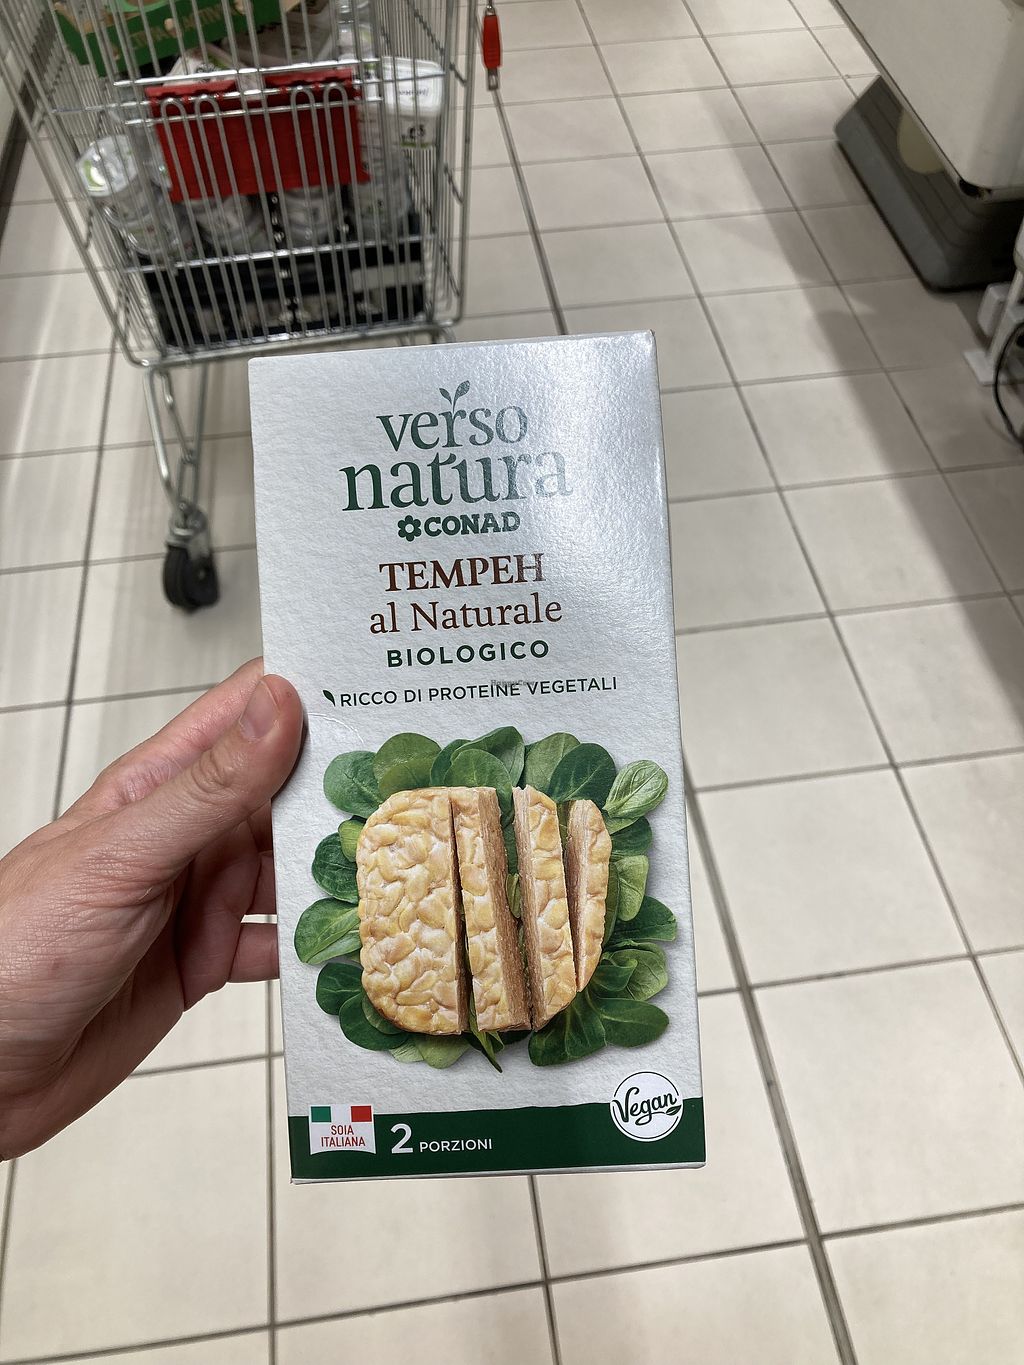 verso
natura
CONAD
TEMPEH
al Naturale
BIOLOGICO
RICCO DI PROTEINE VEGETALI
SOIA
ITALIANA
2 PORZIONI
Vegan